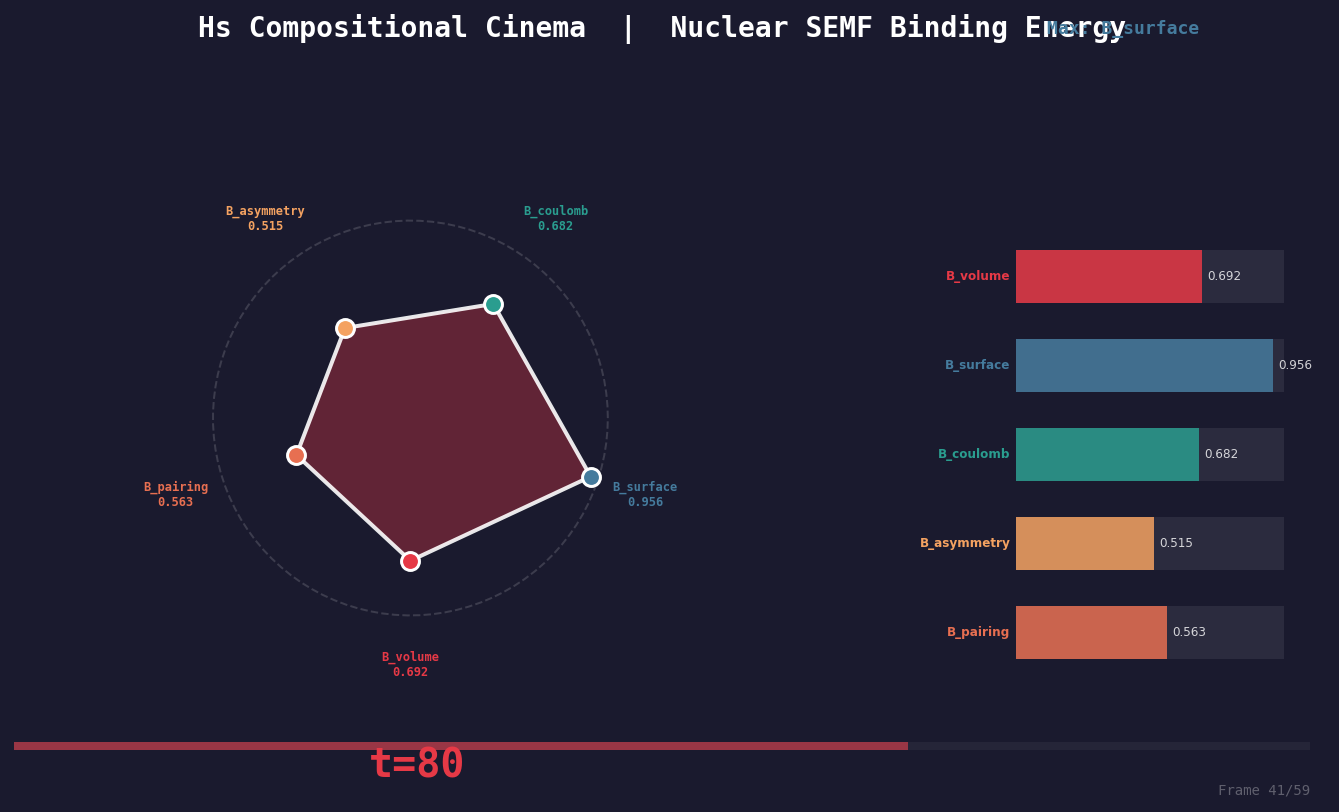 Hs Compositional Cinema | Nuclear SEMF Binding Energy
Max: B_surface
B_asymmetry
0.515
B_coulomb
0.682
B_pairing
0.563
B_surface
0.956
B_volume
0.692
B_volume 0.692
B_surface 0.956
B_coulomb 0.682
B_asymmetry 0.515
B_pairing 0.563
t=80
Frame 41/59